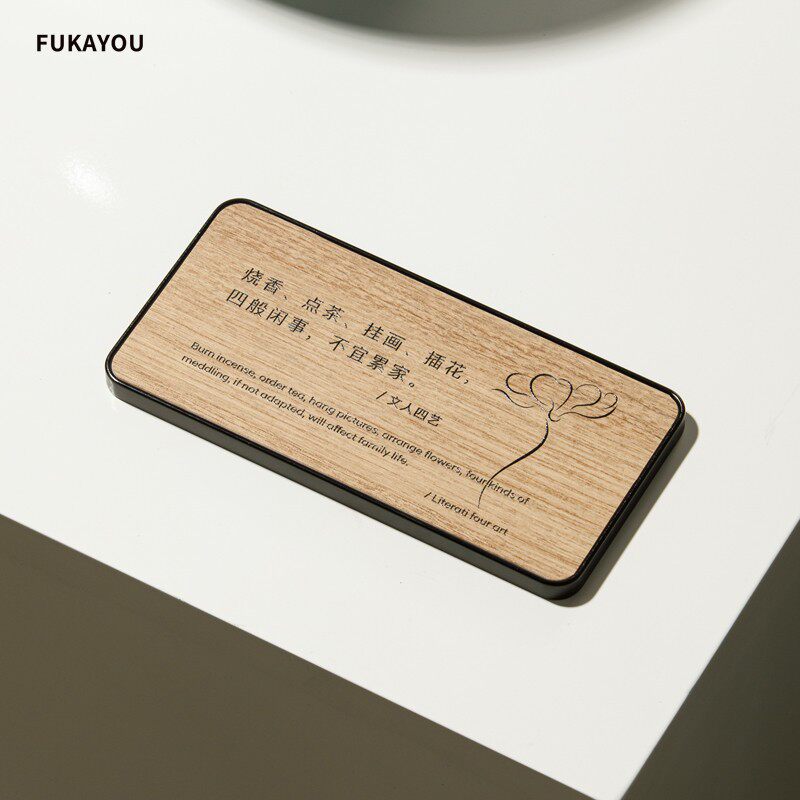 FUKAYOU
烧香、点茶、挂画、插花，
四般闲事，不宜累家。
/文人四艺
Burn incense, order tea, hang pictures, arrange flowers, four kinds of
meddling, if not adapted, will affect family life.
/Literati four art